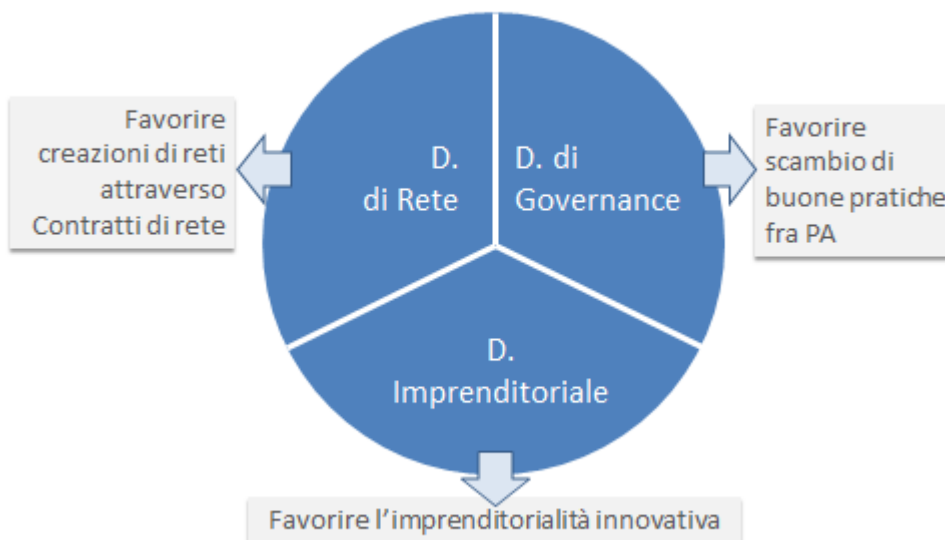 Favorire
creazioni di reti
attraverso
Contratti di rete
D.
di Rete
D. di
Governance
Favorire
scambio di
buone pratiche
fra PA
D.
Imprenditoriale
Favorire l'imprenditorialità innovativa